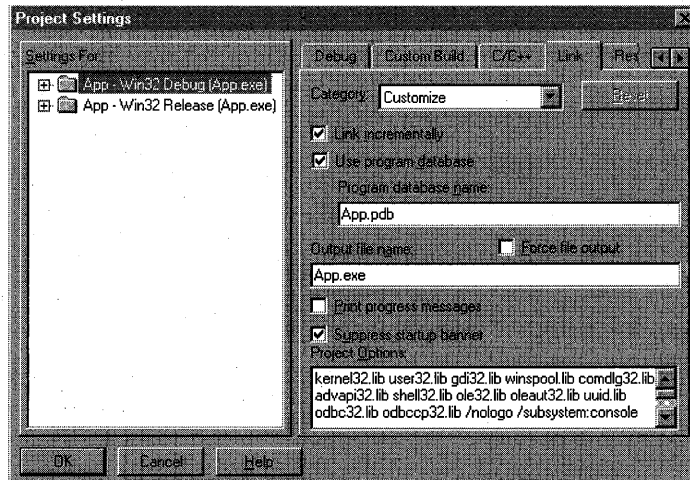 Project Settings
Settings For:
App - Win32 Debug (App.exe)
App - Win32 Release (App.exe)
Debug Custom Build C/C++ Link
Category: Customize Reset
Link incrementally
Use program database
Program database name:
App.pdb
Output file name: Force file output
App.exe
Print progress messages
Suppress startup banner
Project Options:
kernel32.lib user32.lib gdi32.lib winspool.lib comdlg32.lib
advapi32.lib shell32.lib ole32.lib oleaut32.lib uuid.lib
odbc32.lib odbccp32.lib /nologo /subsystem:console
OK Cancel Help